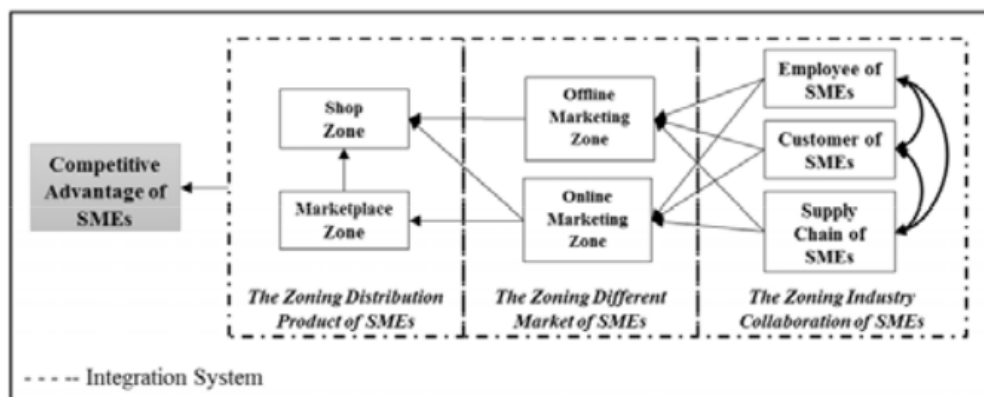 Competitive
Advantage of
SMEs
Shop
Zone
Marketplace
Zone
The Zoning Distribution
Product of SMEs
Offline
Marketing
Zone
Online
Marketing
Zone
The Zoning Different
Market of SMEs
Employee of
SMEs
Customer of
SMEs
Supply
Chain of
SMEs
The Zoning Industry
Collaboration of SMEs
- - - - -- Integration System